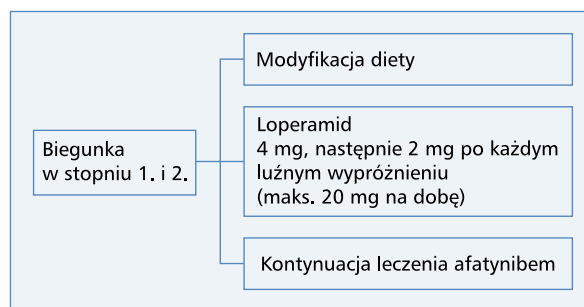 Modyfikacja diety
Biegunka
w stopniu 1. i 2.
Loperamid
4 mg, następnie 2 mg po każdym
luźnym wypróżnieniu
(maks. 20 mg na dobę)
Kontynuacja leczenia afatynibem